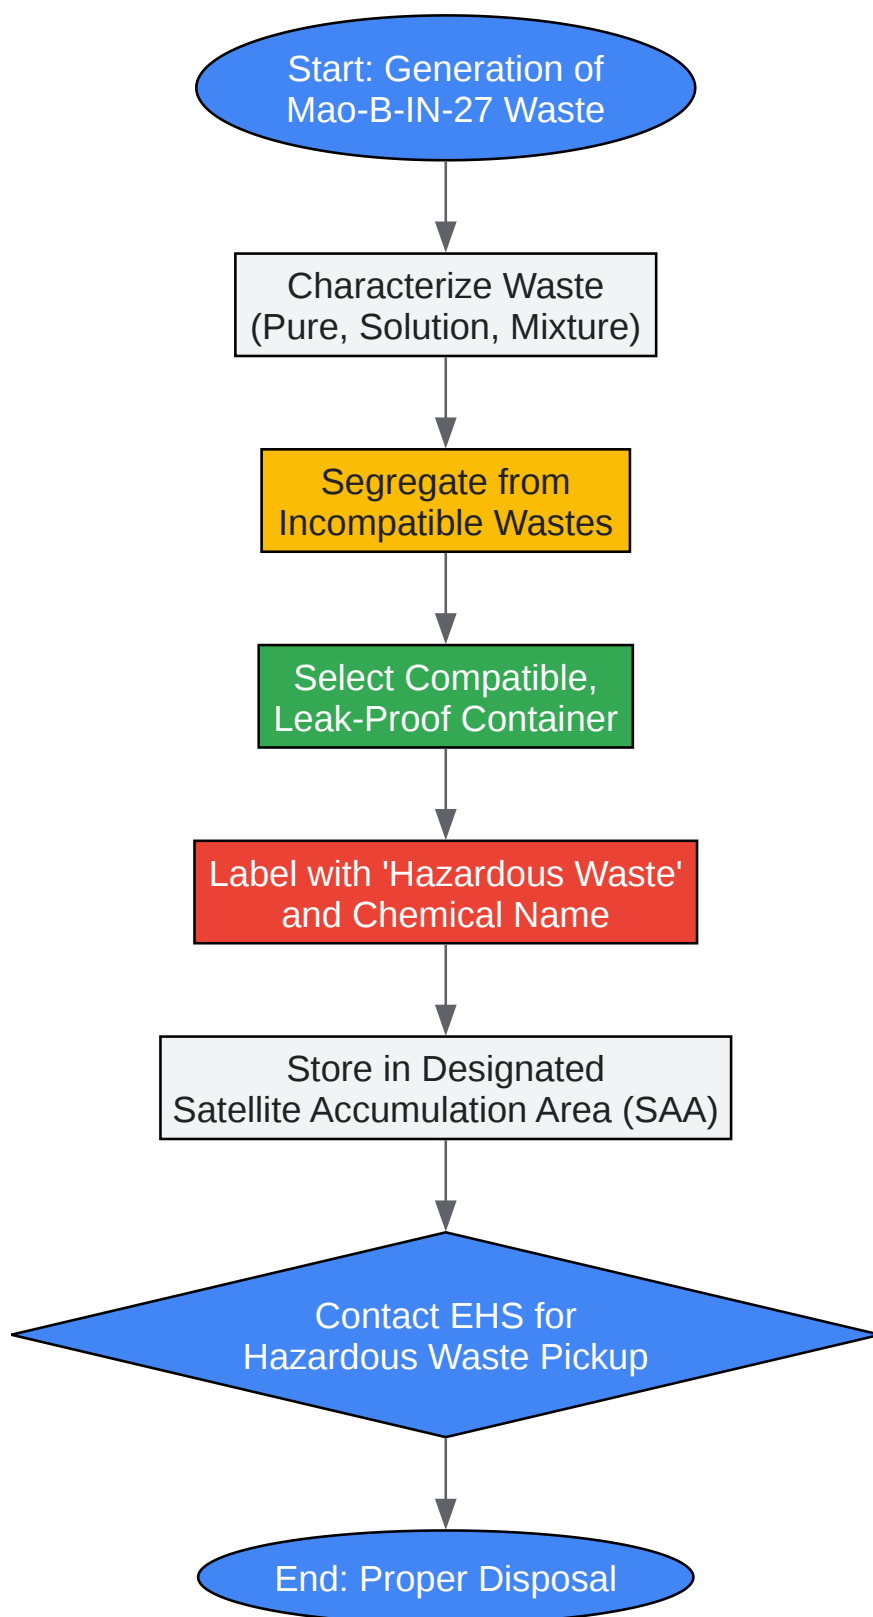 Start: Generation of
Mao-B-IN-27 Waste
Characterize Waste
(Pure, Solution, Mixture)
Segregate from
Incompatible Wastes
Select Compatible,
Leak-Proof Container
Label with 'Hazardous Waste'
and Chemical Name
Store in Designated
Satellite Accumulation Area (SAA)
Contact EHS for
Hazardous Waste Pickup
End: Proper Disposal